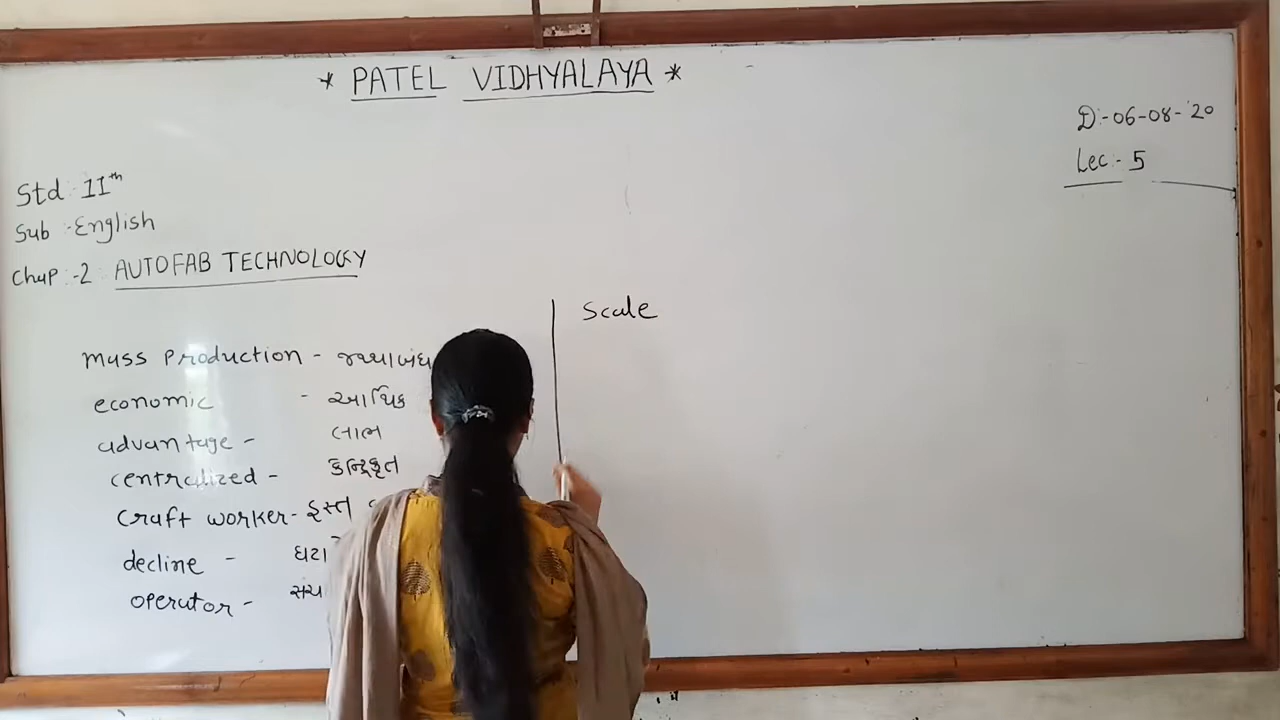 * PATEL VIDHYALAYA *
D:-06-08-'20
Lec:- 5
Std : 11th
Sub :- English
Chap :- 2 : AUTOFAB TECHNOLOGY
mass production - જથ્થાબંધ
economic - આર્થિક
advantage - લાભ
centralized - કેન્દ્રિકૃત
craft worker - હસ્ત
decline -
operator -
Scale